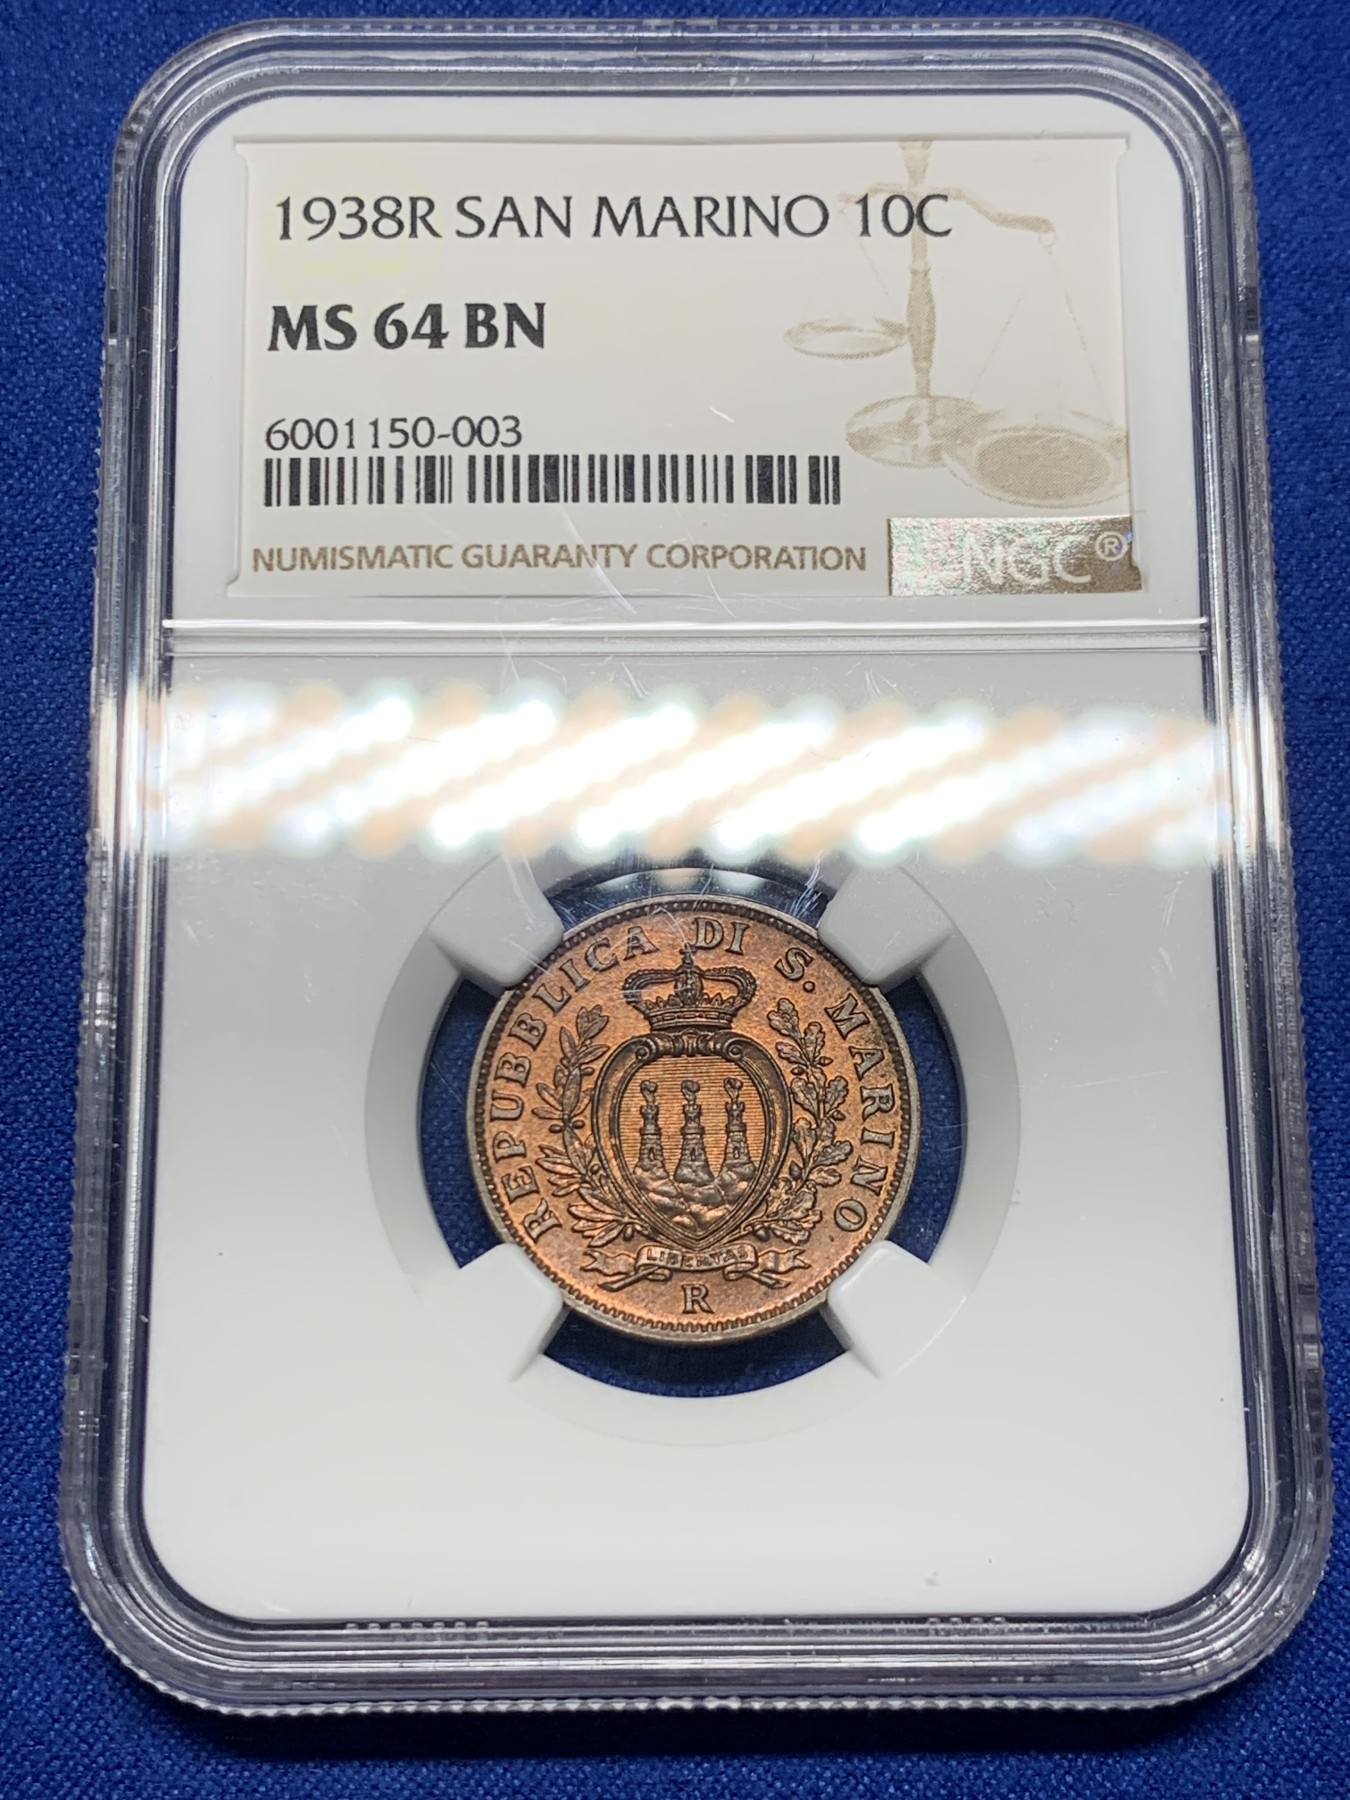 1938R SAN MARINO 10C
MS 64 BN
6001150-003
NUMISMATIC GUARANTY CORPORATION
NGC®
REPUBBLICA DI S. MARINO
LIBERTAS
R